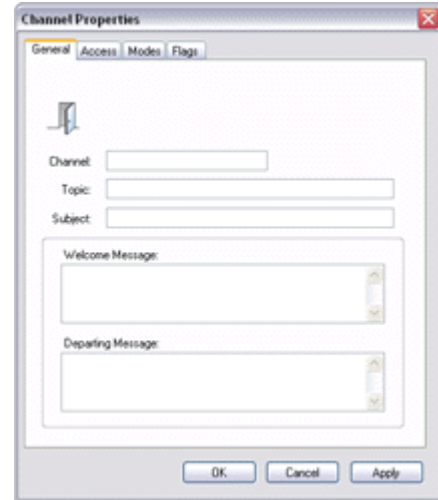 Channel Properties
General Access Modes Flags
Channel:
Topic:
Subject:
Welcome Message:
Departing Message:
OK Cancel Apply